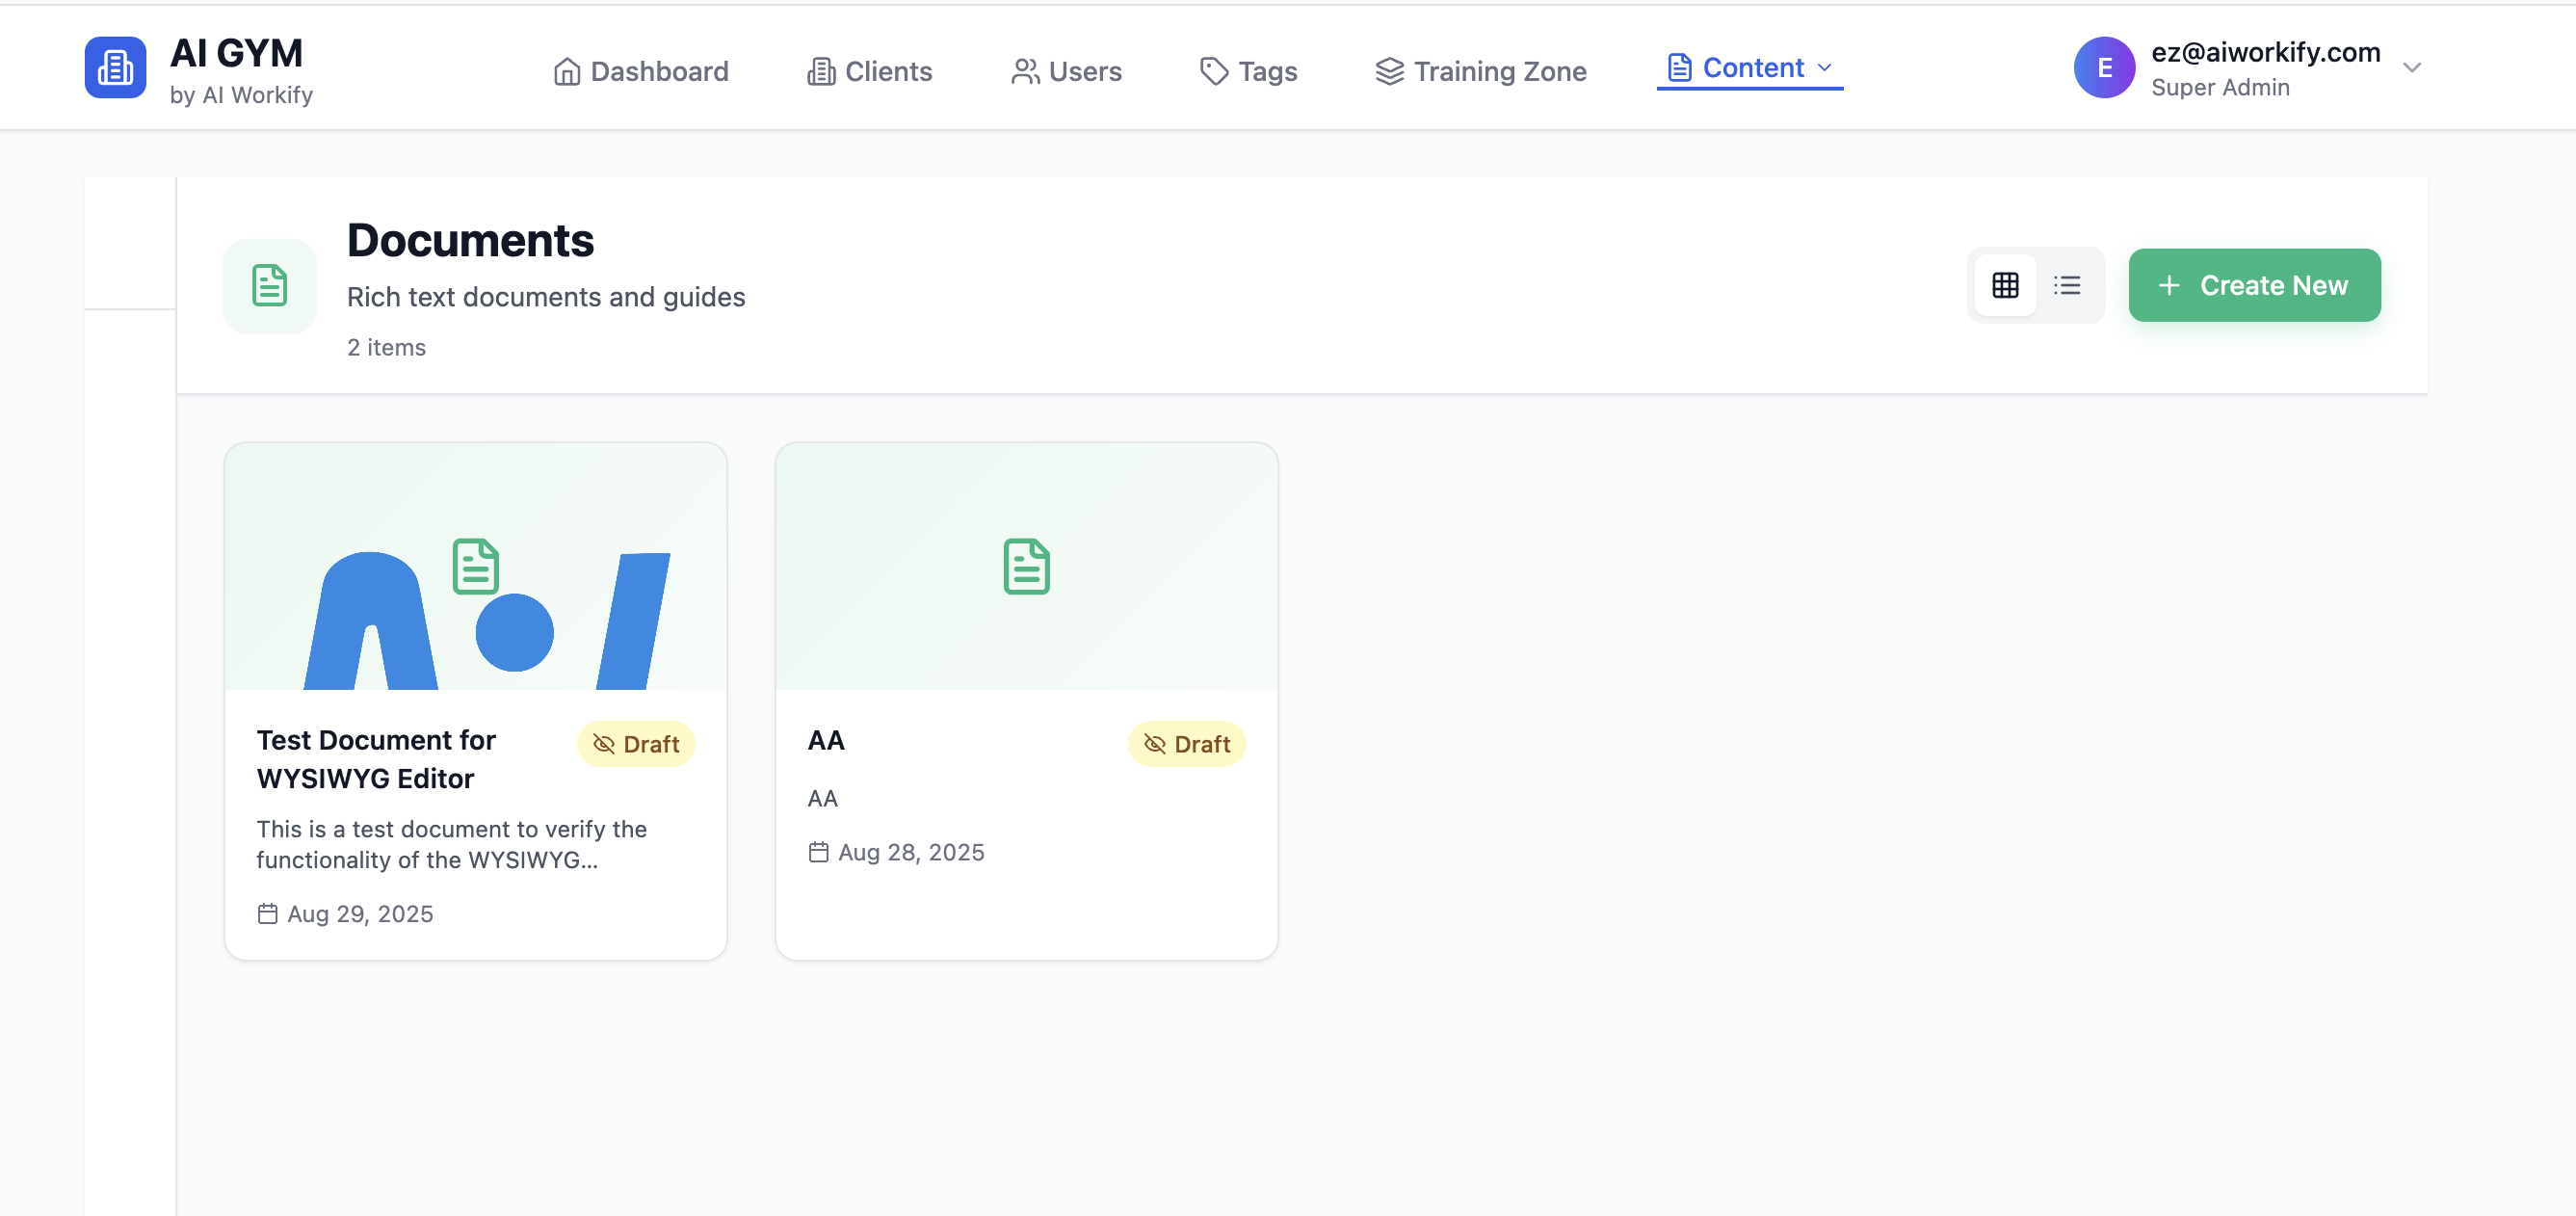 AI GYM
by AI Workify
Dashboard
Clients
Users
Tags
Training Zone
Content
E
ez@aiworkify.com
Super Admin
Documents
Rich text documents and guides
2 items
Create New
Test Document for
WYSIWYG Editor
Draft
This is a test document to verify the
functionality of the WYSIWYG...
Aug 29, 2025
AA
Draft
AA
Aug 28, 2025